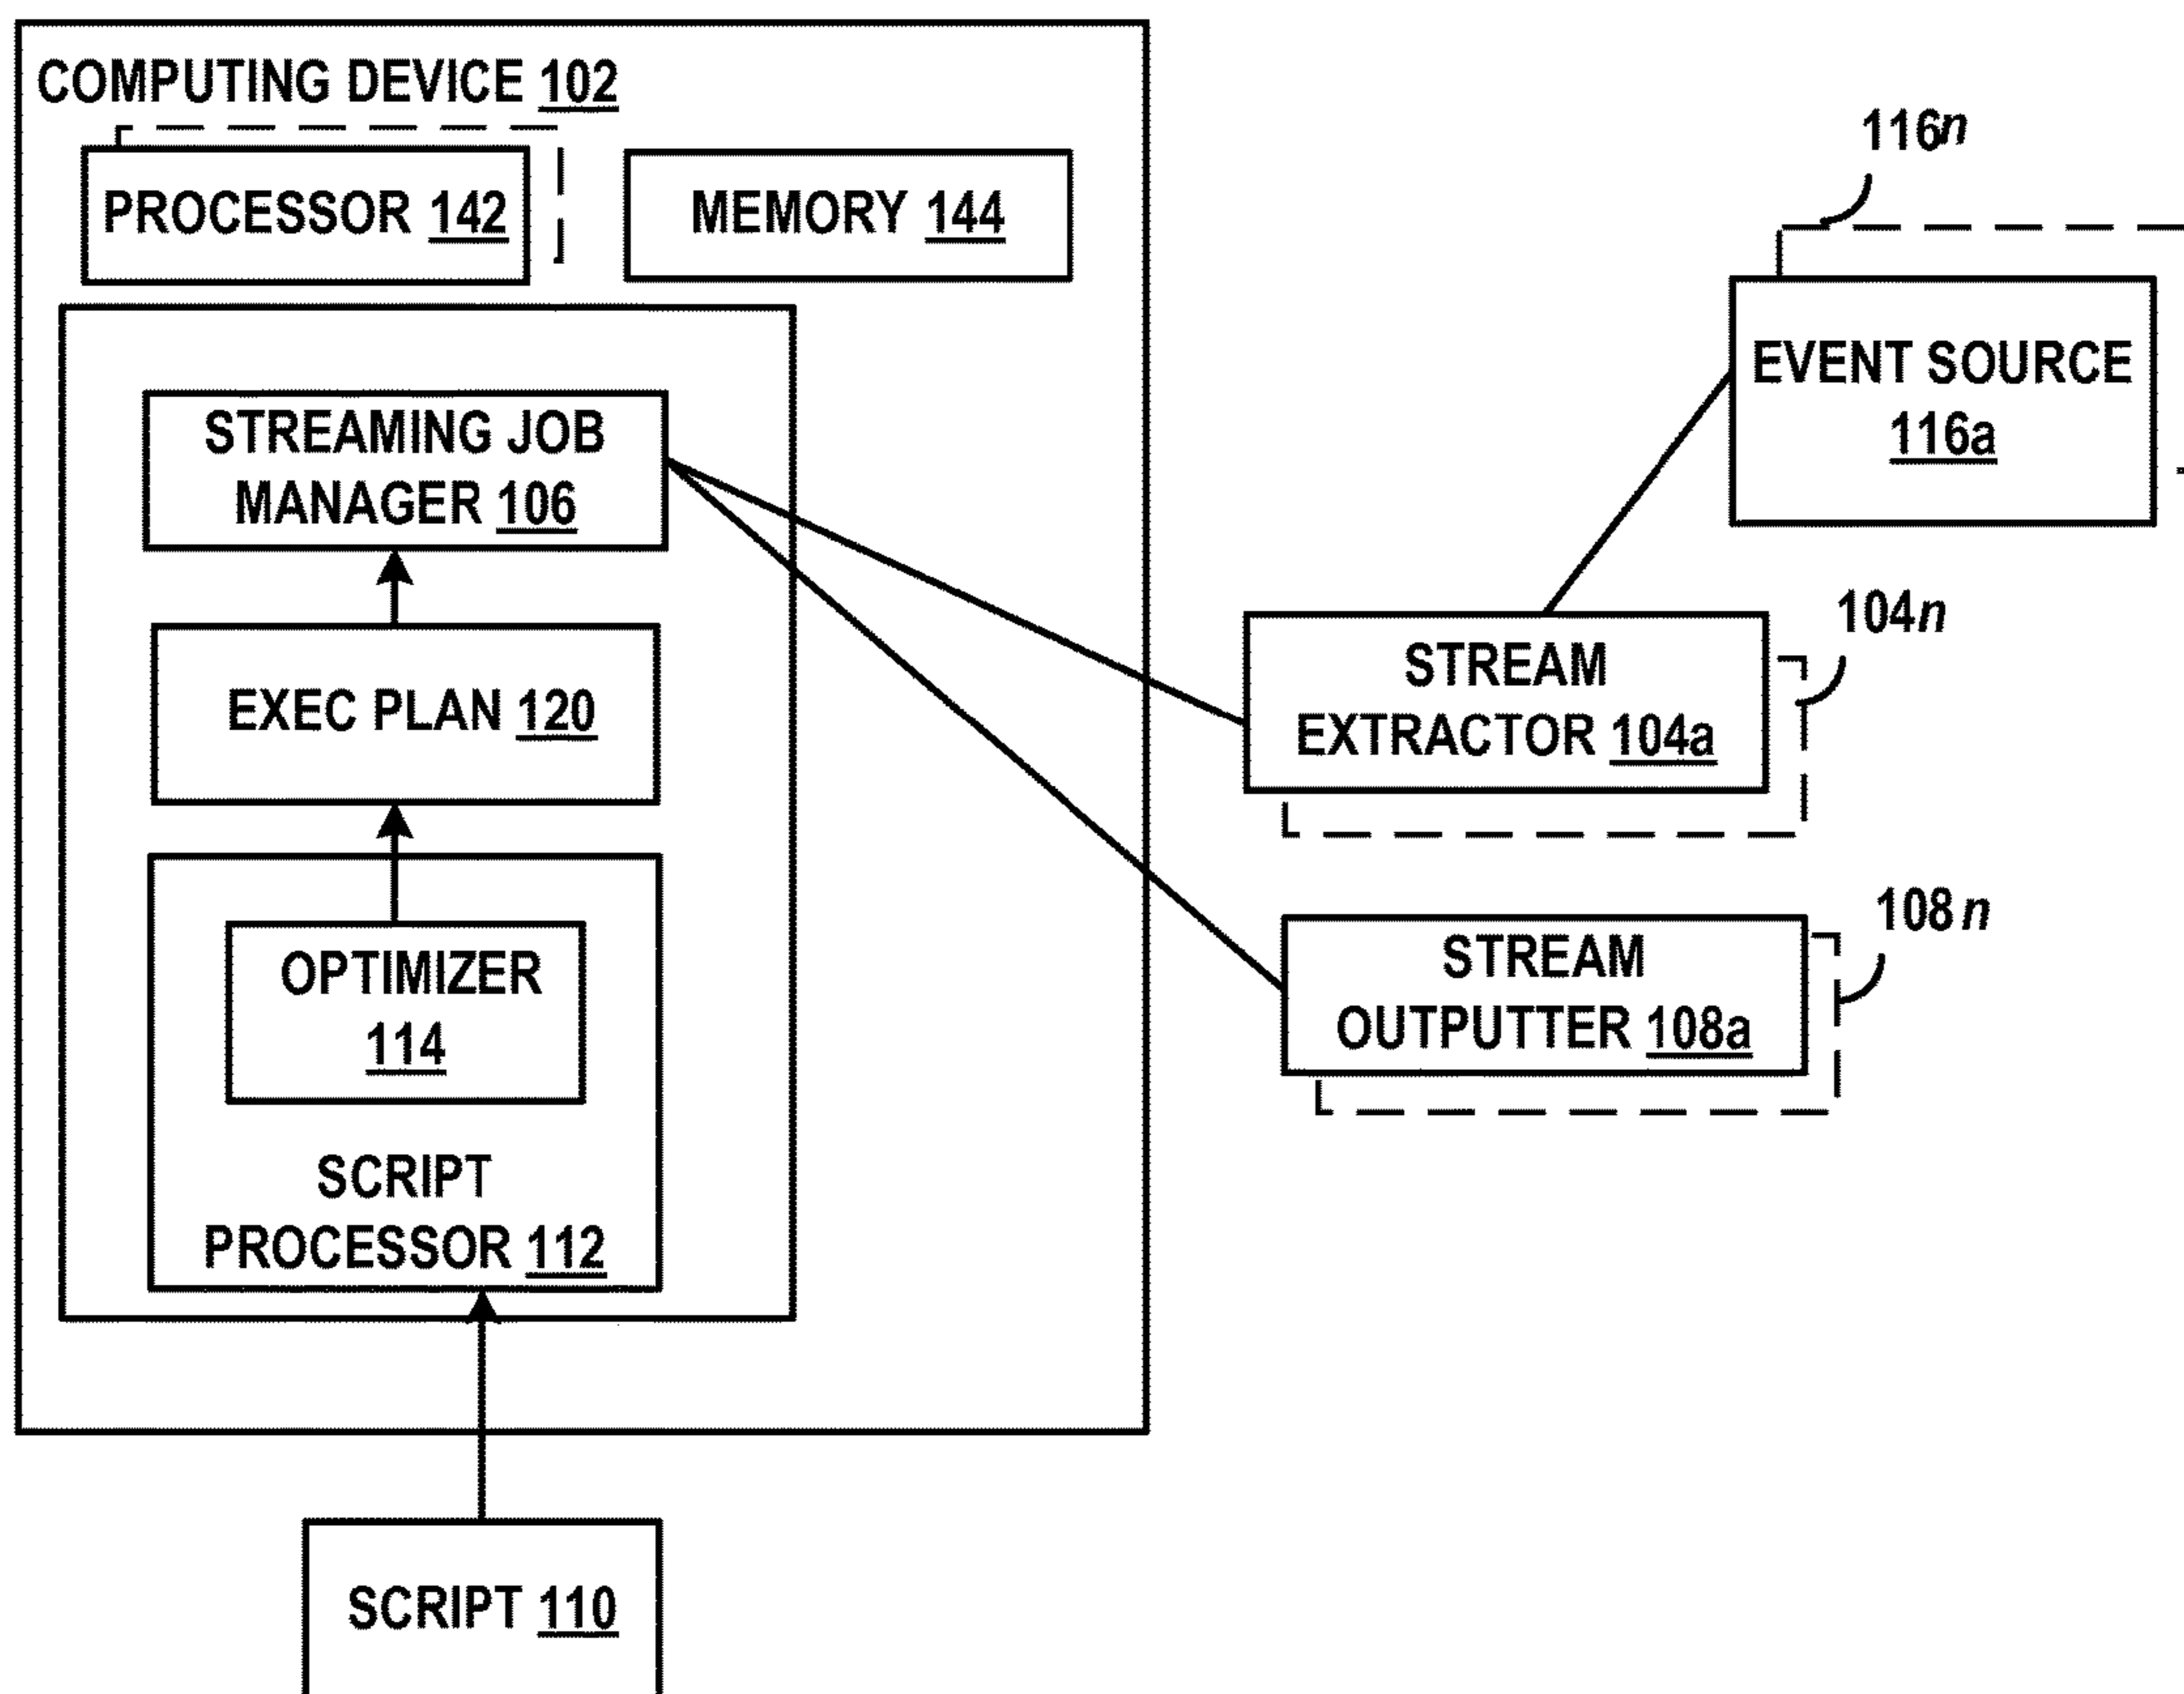 COMPUTING DEVICE 102
PROCESSOR 142
MEMORY 144
STREAMING JOB
MANAGER 106
EXEC PLAN 120
OPTIMIZER
114
SCRIPT
PROCESSOR 112
SCRIPT 110
116n
EVENT SOURCE
116a
104n
STREAM
EXTRACTOR 104a
108n
STREAM
OUTPUTTER 108a